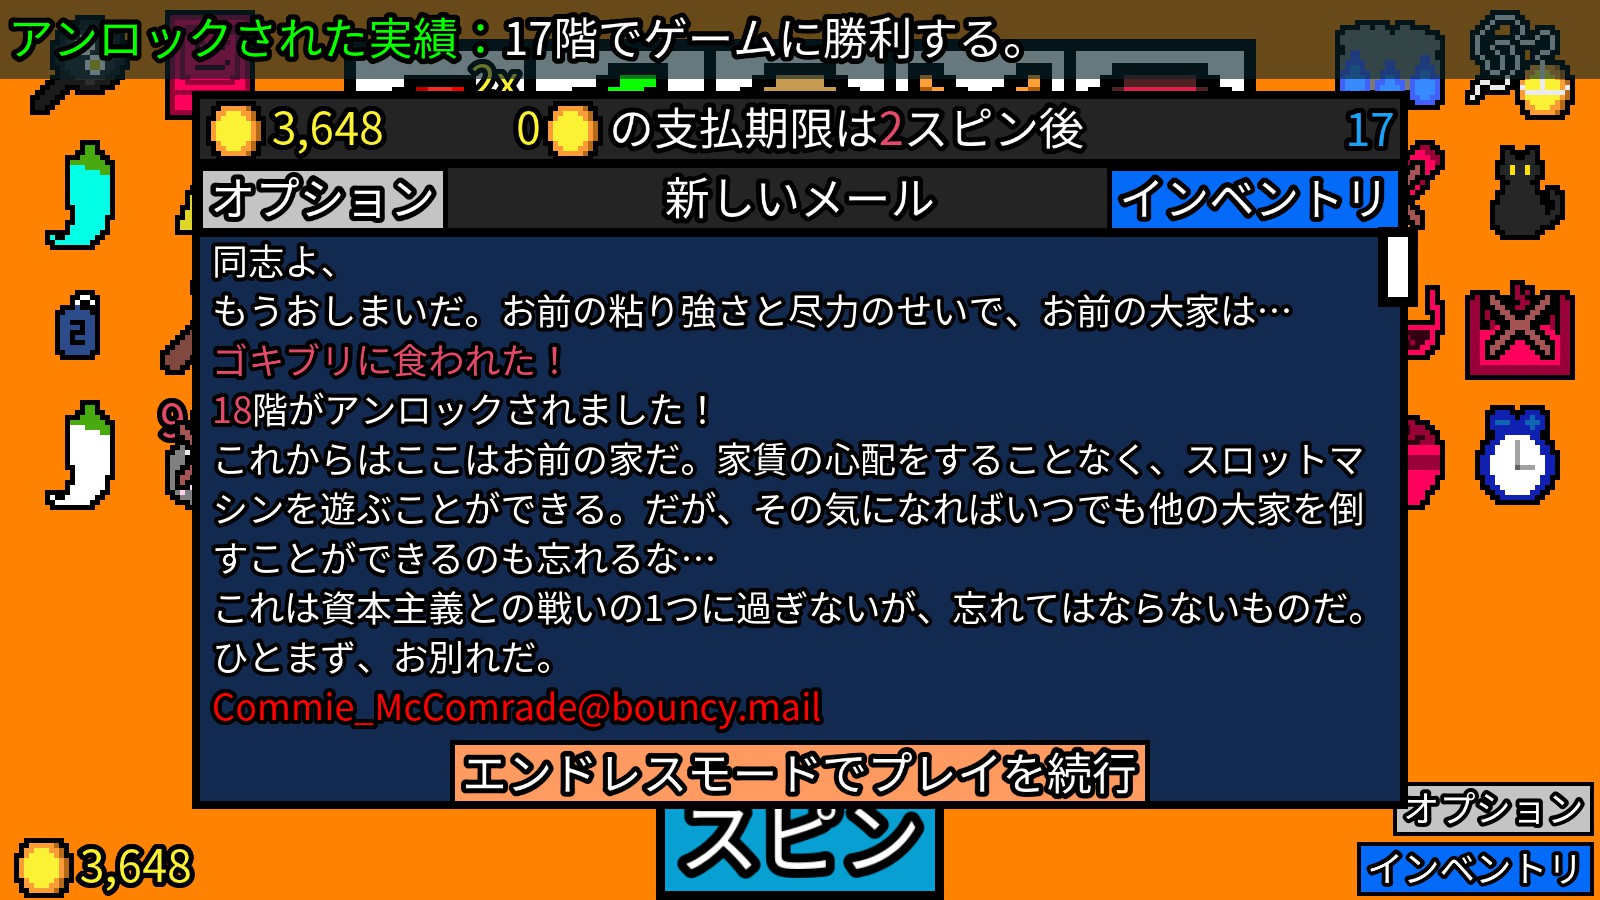 アンロックされた実績：17階でゲームに勝利する。
2x
3,648 0 の支払期限は2スピン後 17
オプション 新しいメール インベントリ
同志よ、
もうおしまいだ。お前の粘り強さと尽力のせいで、お前の大家は…
ゴキブリに食われた！
18階がアンロックされました！
これからはここはお前の家だ。家賃の心配をすることなく、スロットマ
シンを遊ぶことができる。だが、その気になればいつでも他の大家を倒
すことができるのも忘れるな…
これは資本主義との戦いの1つに過ぎないが、忘れてはならないものだ。
ひとまず、お別れだ。
Commie_McComrade@bouncy.mail
エンドレスモードでプレイを続行
2
9
スピン
オプション
3,648
インベントリ